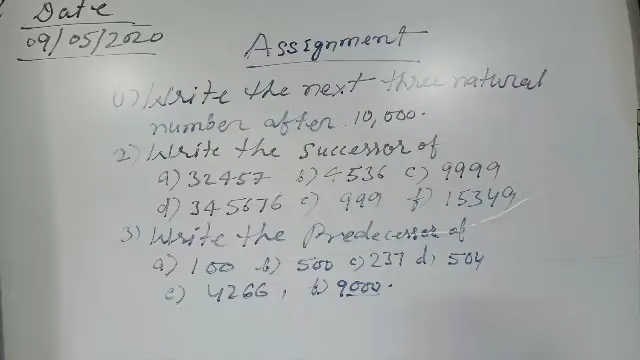 Date
09/05/2020
Assignment
1) Write the next three natural
number after 10,000.
2) Write the successor of
a) 32457 b) 4536 c) 9999
d) 345676 e) 999 f) 15349
3) Write the Predecessor of
a) 100 b) 500 c) 237 d) 504
e) 4266, f) 9000.